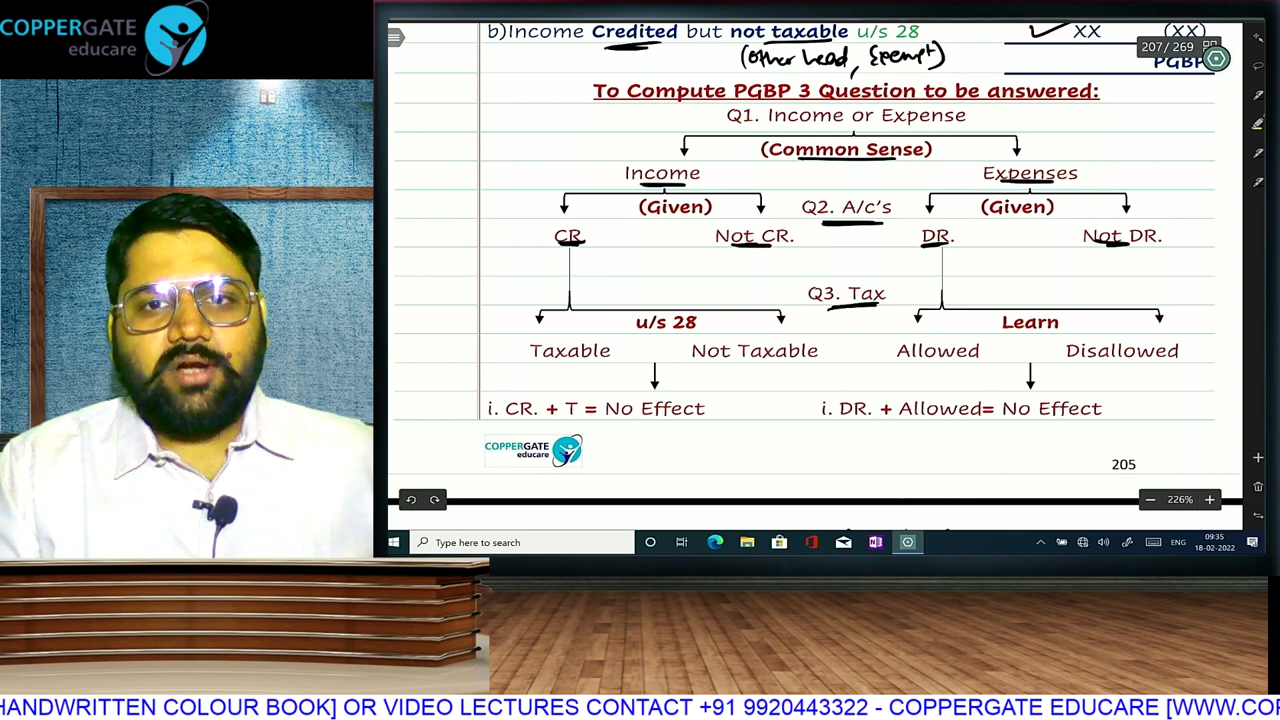 COPPERGATE
educare
b)Income Credited but not taxable u/s 28 XX (XX)
(Other head, Exempt)
207/269
PGBP
To Compute PGBP 3 Question to be answered:
Q1. Income or Expense
(Common Sense)
Income Expenses
(Given) Q2. A/c's (Given)
CR. Not CR. DR. Not DR.
Q3. Tax
u/s 28 Learn
Taxable Not Taxable Allowed Disallowed
i. CR. + T = No Effect i. DR. + Allowed= No Effect
COPPERGATE
educare
205
226%
Type here to search
ENG
09:35
18-02-2022
HANDWRITTEN COLOUR BOOK] OR VIDEO LECTURES CONTACT +91 9920443322 - COPPERGATE EDUCARE [WWW.COP